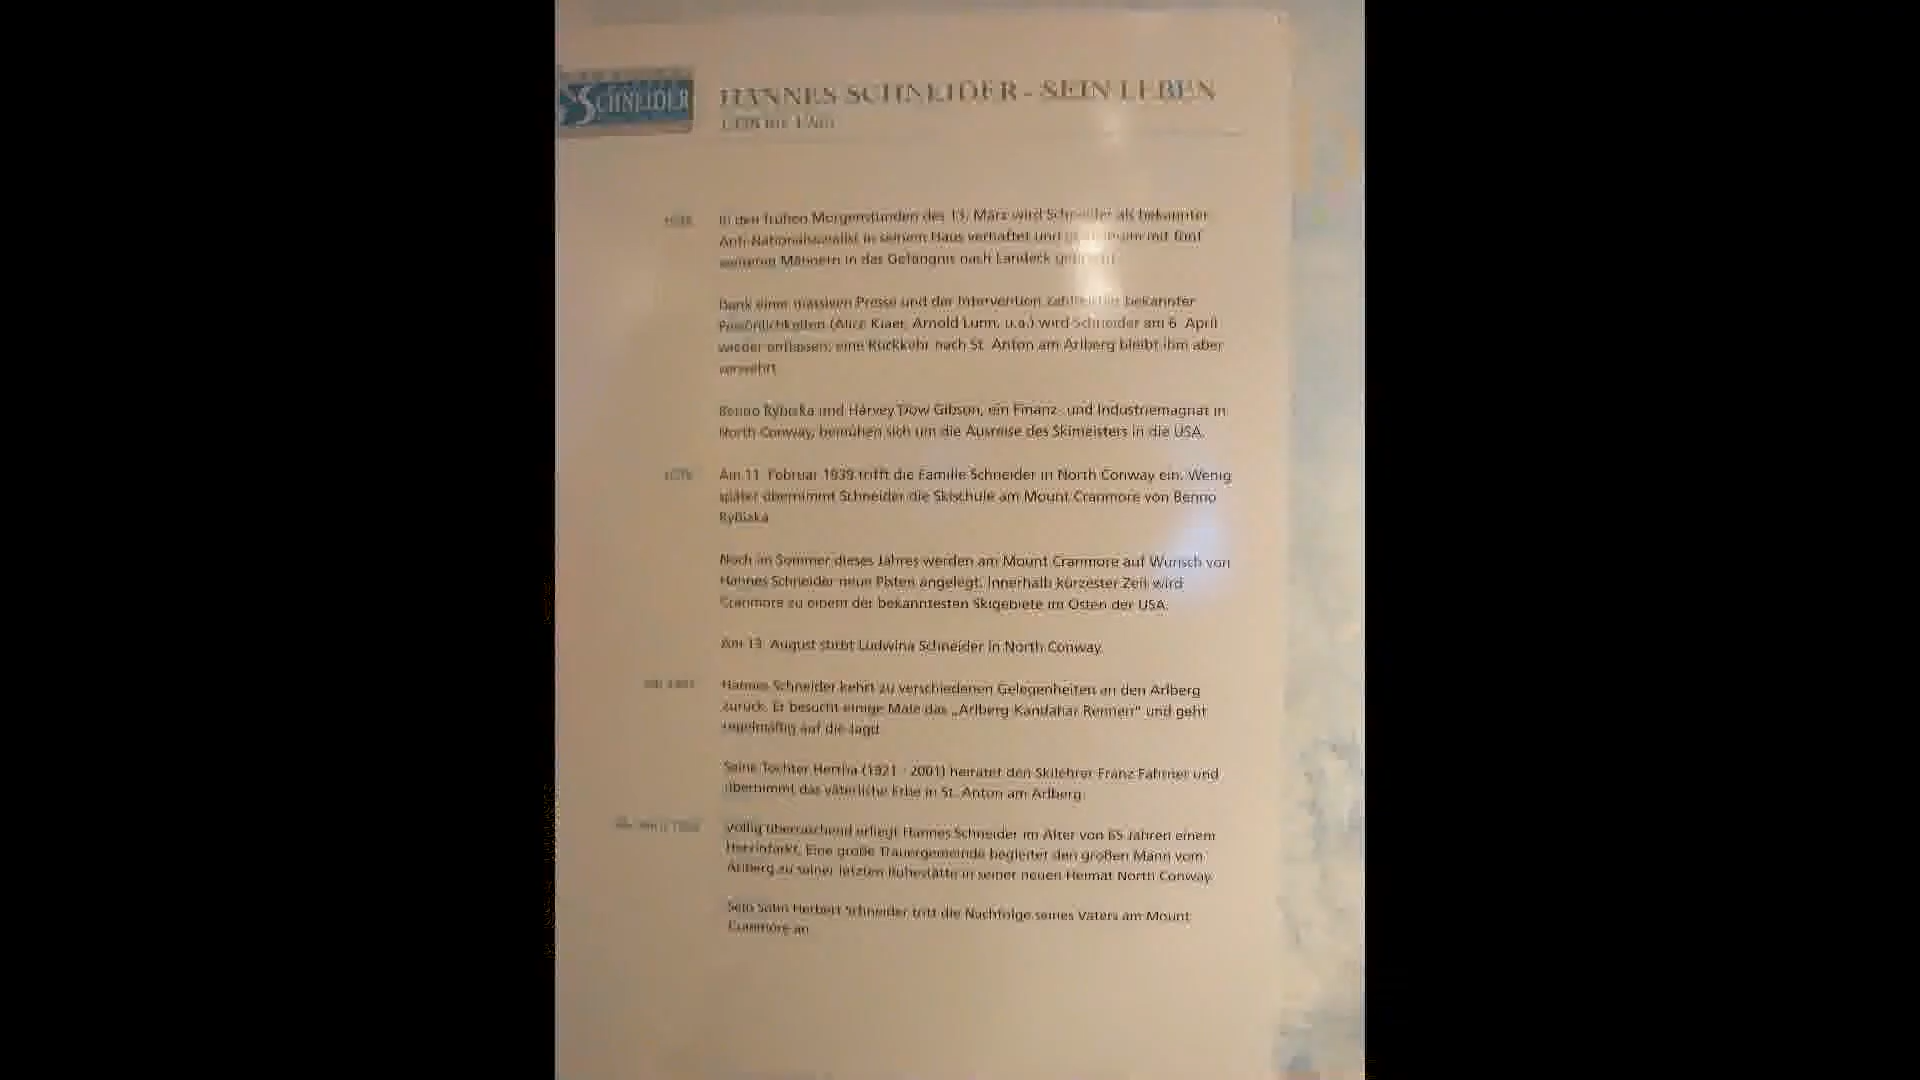 SCHNEIDER
HANNES SCHNEIDER - SEIN LEBEN
1938
In den frühen Morgenstunden des 13. März wird Schneider als bekannter
Anti-Nationalsozialist in seinem Haus verhaftet und mit fünf
weiteren Männern in das Gefängnis nach Landeck gebracht.
Dank einer massiven Presse und der Intervention zahlreicher bekannter
Persönlichkeiten (Alice Kiaer, Arnold Lunn, u.a.) wird Schneider am 6. April
wieder entlassen, eine Rückkehr nach St. Anton am Arlberg bleibt ihm aber
verwehrt.
Benno Rybizka und Harvey Dow Gibson, ein Finanz- und Industriemagnat in
North Conway, bemühen sich um die Ausreise des Skimeisters in die USA.
1939
Am 11. Februar 1939 trifft die Familie Schneider in North Conway ein. Wenig
später übernimmt Schneider die Skischule am Mount Cranmore von Benno
Rybizka.
Noch im Sommer dieses Jahres werden am Mount Cranmore auf Wunsch von
Hannes Schneider neue Pisten angelegt. Innerhalb kürzester Zeit wird
Cranmore zu einem der bekanntesten Skigebiete im Osten der USA.
Am 13. August stirbt Ludwina Schneider in North Conway.
Hannes Schneider kehrt zu verschiedenen Gelegenheiten an den Arlberg
zurück. Er besucht einige Male das „Arlberg-Kandahar Rennen" und geht
regelmäßig auf die Jagd.
Seine Tochter Hertha (1921 - 2001) heiratet den Skilehrer Franz Fahrner und
übernimmt das väterliche Erbe in St. Anton am Arlberg.
Völlig überraschend erliegt Hannes Schneider im Alter von 65 Jahren einem
Herzinfarkt. Eine große Trauergemeinde begleitet den großen Mann vom
Arlberg zu seiner letzten Ruhestätte in seiner neuen Heimat North Conway.
Sein Sohn Herbert Schneider tritt die Nachfolge seines Vaters am Mount
Cranmore an.